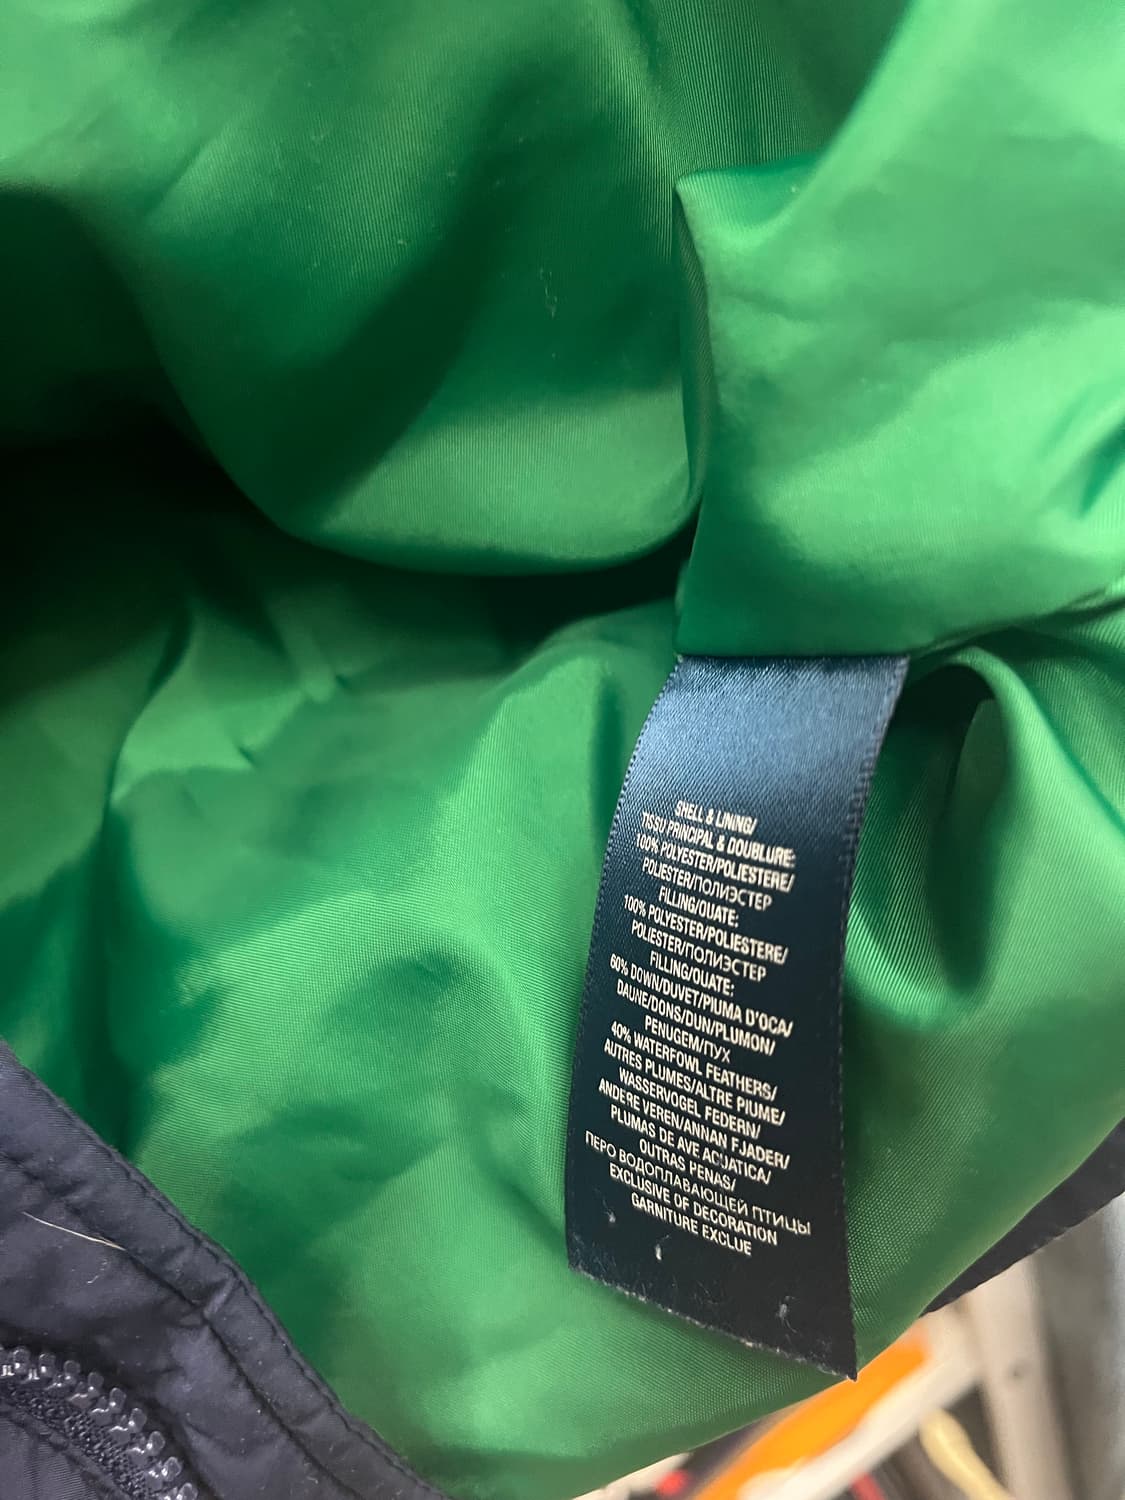 SHELL & LINING/
TISSU PRINCIPAL & DOUBLURE:
100% POLYESTER/POLIESTERE/
POLIESTER/ПОЛИЭСТЕР
FILLING/OUATE:
100% POLYESTER/POLIESTERE/
POLIESTER/ПОЛИЭСТЕР
FILLING/OUATE:
60% DOWN/DUVET/PIUMA D'OCA/
DAUNE/DONS/DUN/PLUMON/
PENUGEM/ПУХ
40% WATERFOWL FEATHERS/
AUTRES PLUMES/ALTRE PIUME/
WASSERVOGEL FEDERN/
ANDERE VEREN/ANNAN FJADER/
PLUMAS DE AVE ACUATICA/
OUTRAS PENAS/
ПЕРО ВОДОПЛАВАЮЩЕЙ ПТИЦЫ
EXCLUSIVE OF DECORATION
GARNITURE EXCLUE